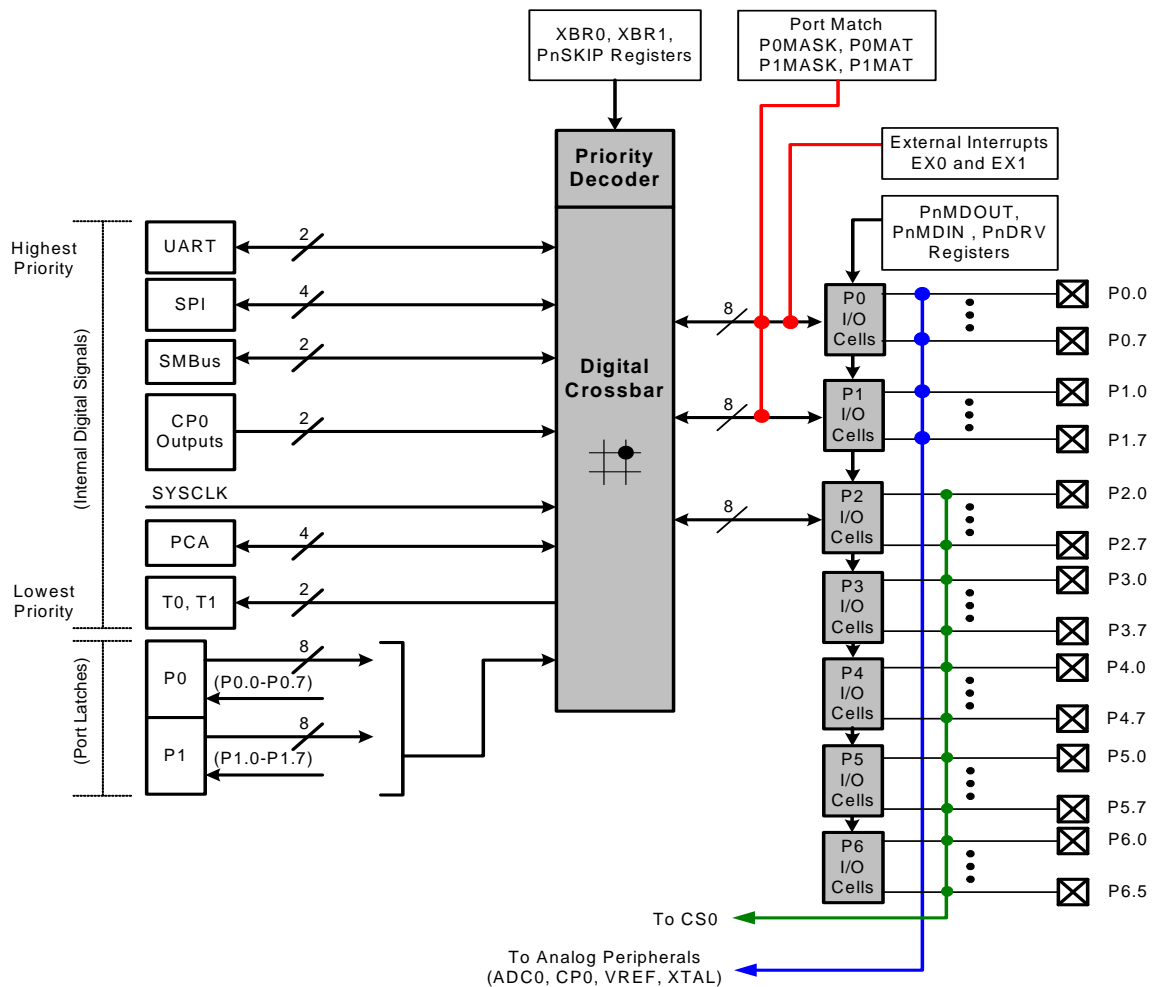 XBR0, XBR1,
PnSKIP Registers
Port Match
P0MASK, P0MAT
P1MASK, P1MAT
External Interrupts
EX0 and EX1
Priority
Decoder
PnMDOUT,
PnMDIN , PnDRV
Registers
Highest
Priority
(Internal Digital Signals)
Lowest
Priority
(Port Latches)
UART
2
SPI
4
SMBus
2
CP0
Outputs
2
SYSCLK
PCA
4
T0, T1
2
P0
8
(P0.0-P0.7)
P1
8
(P1.0-P1.7)
Digital
Crossbar
8
8
8
P0
I/O
Cells
P1
I/O
Cells
P2
I/O
Cells
P3
I/O
Cells
P4
I/O
Cells
P5
I/O
Cells
P6
I/O
Cells
P0.0
P0.7
P1.0
P1.7
P2.0
P2.7
P3.0
P3.7
P4.0
P4.7
P5.0
P5.7
P6.0
P6.5
To CS0
To Analog Peripherals
(ADC0, CP0, VREF, XTAL)